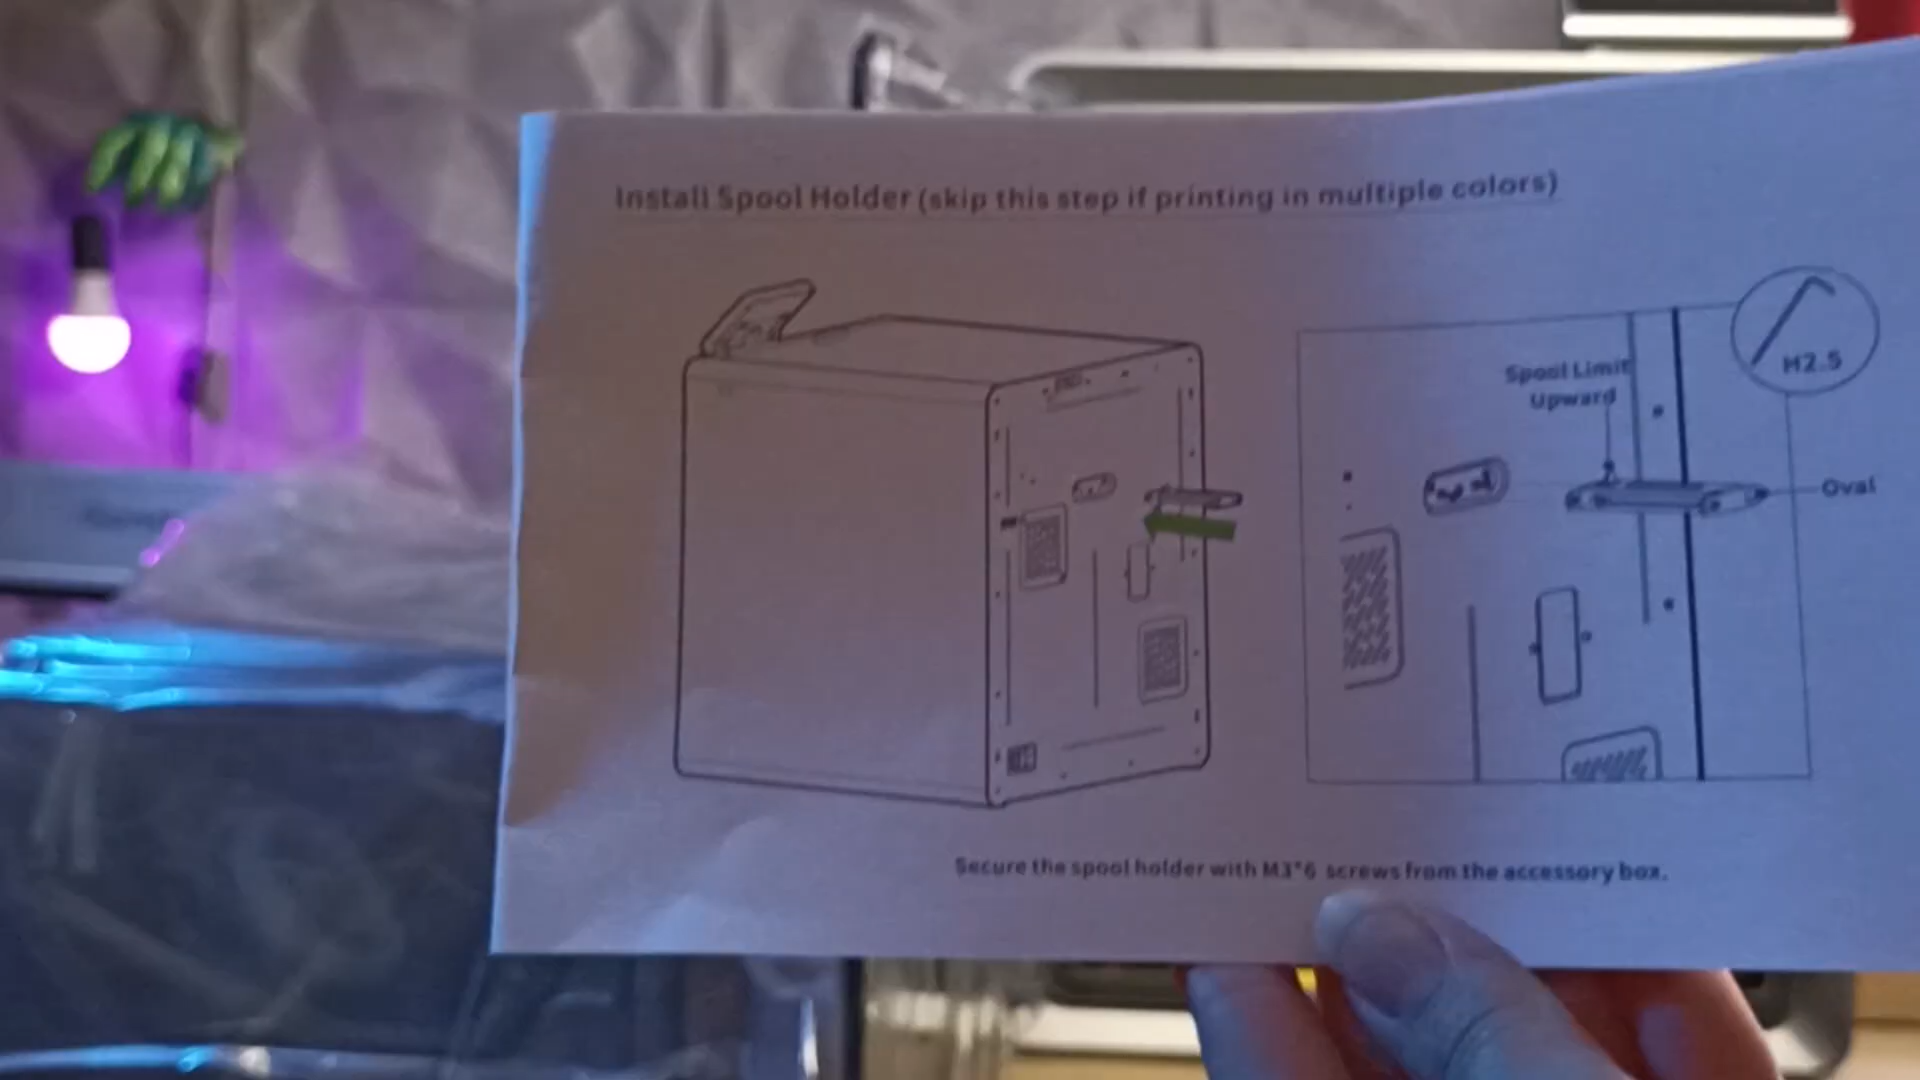 Install Spool Holder (skip this step if printing in multiple colors)
Spool Limit
Upward
M2.5
Oval
Secure the spool holder with M3*6 screws from the accessory box.